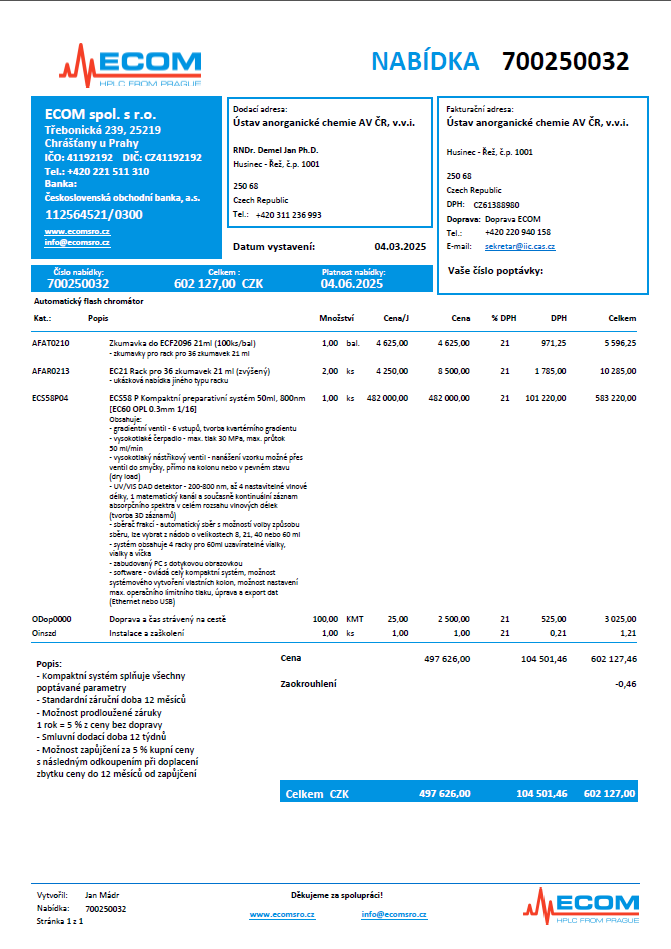 ECOM
HPLC FROM PRAGUE
NABÍDKA 700250032
ECOM spol. s r.o.
Třebonická 239, 25219
Chrášťany u Prahy
IČO: 41192192 DIČ: CZ41192192
Tel.: +420 221 511 310
Banka:
Československá obchodní banka, a.s.
112564521/0300
www.ecomsro.cz
info@ecomsro.cz
Dodací adresa:
Ústav anorganické chemie AV ČR, v.v.i.
RNDr. Demel Jan Ph.D.
Husinec - Řež, č.p. 1001
250 68
Czech Republic
Tel.: +420 311 236 993
Datum vystavení: 04.03.2025
Fakturační adresa:
Ústav anorganické chemie AV ČR, v.v.i.
Husinec - Řež, č.p. 1001
250 68
Czech Republic
DPH: CZ61388980
Doprava: Doprava ECOM
Tel.: +420 220 940 158
E-mail: sekretar@iic.cas.cz
Vaše číslo poptávky:
Číslo nabídky: Celkem : Platnost nabídky:
700250032 602 127,00 CZK 04.06.2025
Automatický flash chromátor
Kat.: Popis Množství Cena/J Cena % DPH DPH Celkem
AFAT0210 Zkumavka do ECF2096 21ml (100ks/bal) 1,00 bal. 4 625,00 4 625,00 21 971,25 5 596,25
- zkumavky pro rack pro 36 zkumavek 21 ml
AFAR0213 EC21 Rack pro 36 zkumavek 21 ml (zvýšený) 2,00 ks 4 250,00 8 500,00 21 1 785,00 10 285,00
- ukázková nabídka jiného typu racku
ECS58P04 ECS58 P Kompaktní preparativní systém 50ml, 800nm 1,00 ks 482 000,00 482 000,00 21 101 220,00 583 220,00
[EC60 OPL 0.3mm 1/16]
Obsahuje:
- gradientní ventil - 6 vstupů, tvorba kvartérního gradientu
- vysokotlaké čerpadlo - max. tlak 30 MPa, max. průtok
50 ml/min
- vysokotlaký nástřikový ventil - nanášení vzorku možné přes
ventil do smyčky, přímo na kolonu nebo v pevném stavu
(dry load)
- UV/VIS DAD detektor - 200-800 nm, až 4 nastavitelné vlnové
délky, 1 matematický kanál a současně kontinuální záznam
absorpčního spektra v celém rozsahu vlnových délek
(tvorba 3D záznamů)
- sběrač frakcí - automatický sběr s možností volby způsobu
sběru, lze vybrat z nádob o velikostech 8, 21, 40 nebo 60 ml
- systém obsahuje 4 racky pro 60ml uzavíratelné vialky,
vialky a víčka
- zabudovaný PC s dotykovou obrazovkou
- software - ovládá celý kompaktní systém, možnost
systémového vytvoření vlastních kolon, možnost nastavení
max. operačního limitního tlaku, úprava a export dat
(Ethernet nebo USB)
ODop0000 Doprava a čas strávený na cestě 100,00 KMT 25,00 2 500,00 21 525,00 3 025,00
Oinszd Instalace a zaškolení 1,00 ks 1,00 1,00 21 0,21 1,21
Cena 497 626,00 104 501,46 602 127,46
Zaokrouhlení -0,46
Popis:
- Kompaktní systém splňuje všechny
poptávané parametry
- Standardní záruční doba 12 měsíců
- Možnost prodloužené záruky
1 rok = 5 % z ceny bez dopravy
- Smluvní dodací doba 12 týdnů
- Možnost zapůjčení za 5 % kupní ceny
s následným odkoupením při doplacení
zbytku ceny do 12 měsíců od zapůjčení
Celkem CZK 497 626,00 104 501,46 602 127,00
Vytvořil: Jan Mádr
Nabídka: 700250032
Stránka 1 z 1
Děkujeme za spolupráci!
www.ecomsro.cz info@ecomsro.cz
ECOM
HPLC FROM PRAGUE